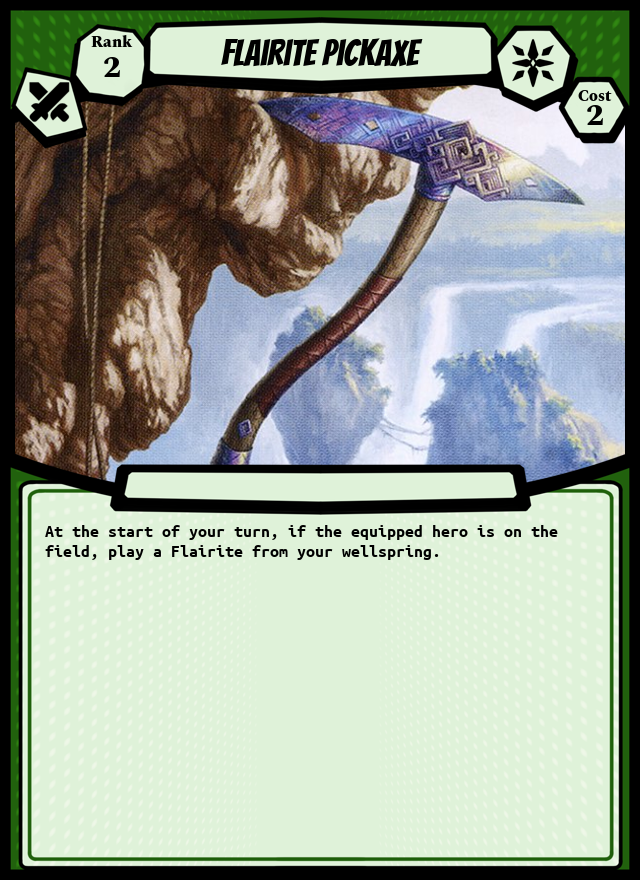 Rank
2
FLAIRITE PICKAXE
Cost
2
At the start of your turn, if the equipped hero is on the
field, play a Flairite from your wellspring.